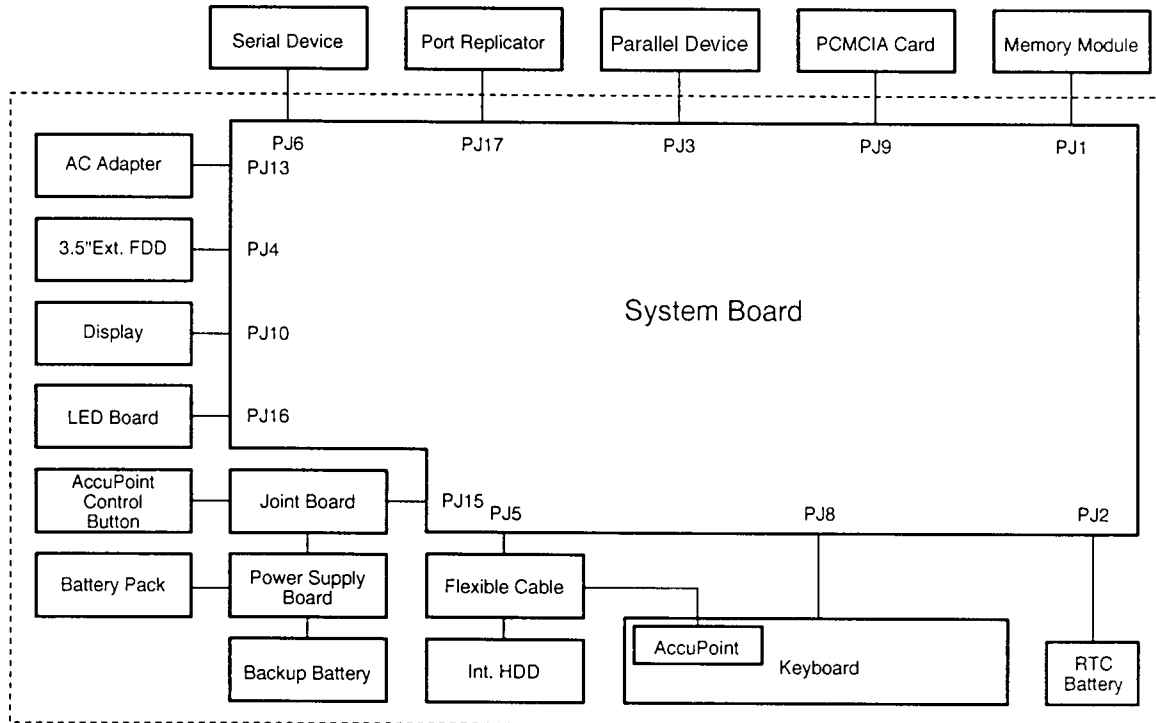 Serial Device
Port Replicator
Parallel Device
PCMCIA Card
Memory Module
PJ6
PJ17
PJ3
PJ9
PJ1
AC Adapter
PJ13
3.5"Ext. FDD
PJ4
System Board
Display
PJ10
LED Board
PJ16
AccuPoint
Control
Button
Joint Board
PJ15
PJ5
PJ8
PJ2
Battery Pack
Power Supply
Board
Flexible Cable
Backup Battery
Int. HDD
AccuPoint
Keyboard
RTC
Battery